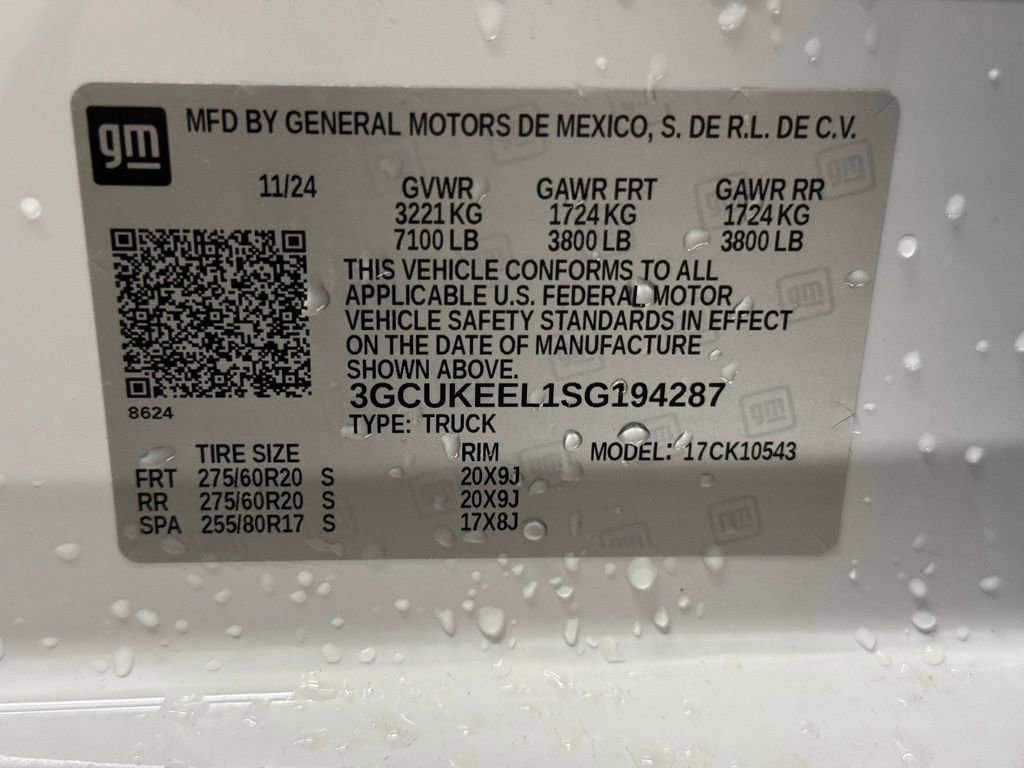 gm MFD BY GENERAL MOTORS DE MEXICO, S. DE R.L. DE C.V.
11/24 GVWR GAWR FRT GAWR RR
3221 KG 1724 KG 1724 KG
7100 LB 3800 LB 3800 LB
THIS VEHICLE CONFORMS TO ALL
APPLICABLE U.S. FEDERAL MOTOR
VEHICLE SAFETY STANDARDS IN EFFECT
ON THE DATE OF MANUFACTURE
SHOWN ABOVE.
3GCUKEEL1SG194287
8624
TYPE: TRUCK
TIRE SIZE RIM MODEL: 17CK10543
FRT 275/60R20 S 20X9J
RR 275/60R20 S 20X9J
SPA 255/80R17 S 17X8J